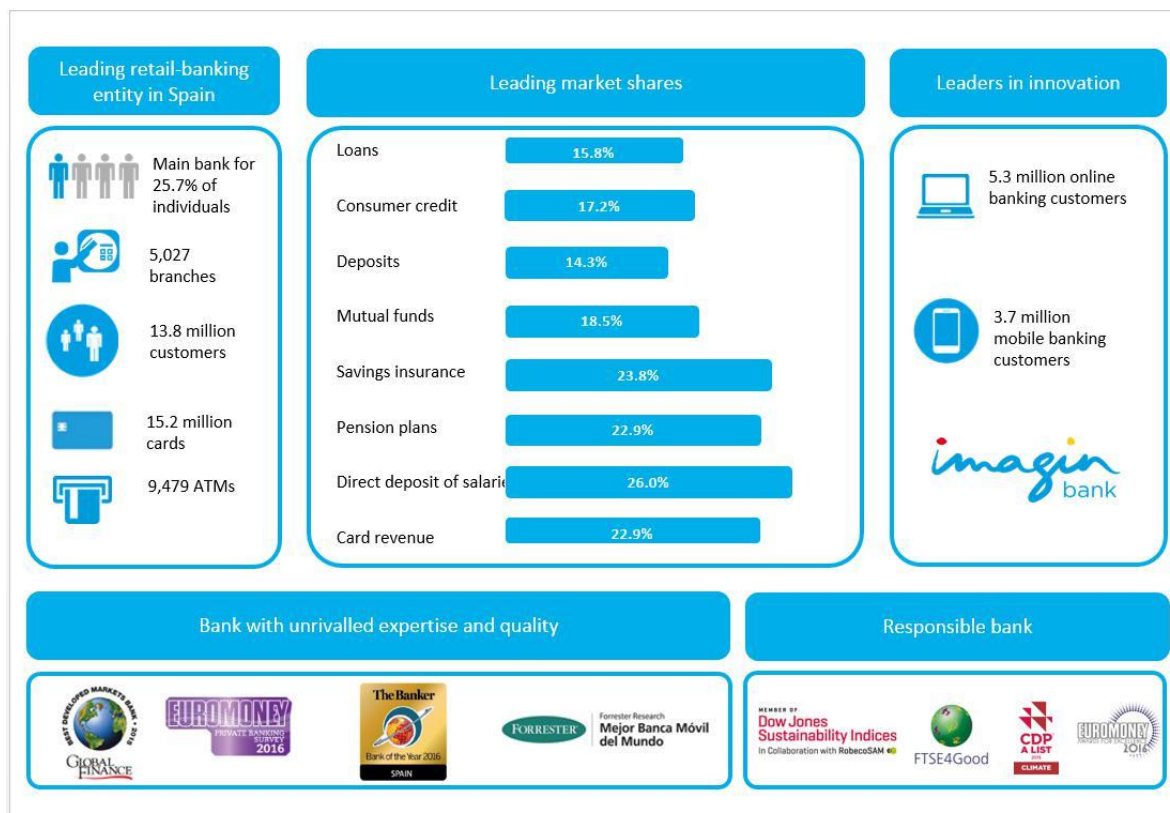 Leading retail-banking
entity in Spain
Main bank for
25.7% of
individuals
5,027
branches
13.8 million
customers
15.2 million
cards
9,479 ATMs
Leading market shares
Loans
15.8%
Consumer credit
17.2%
Deposits
14.3%
Mutual funds
18.5%
Savings insurance
23.8%
Pension plans
22.9%
Direct deposit of salarie
26.0%
Card revenue
22.9%
Leaders in innovation
5.3 million online
banking customers
3.7 million
mobile banking
customers
imagin
bank
Bank with unrivalled expertise and quality
BEST DEVELOPED MARKETS BANK
GLOBAL
FINANCE
EUROMONEY
PRIVATE BANKING
SURVEY
2016
The Banker
Bank of the Year 2016
SPAIN
FORRESTER
Forrester Research
Mejor Banca Móvil
del Mundo
Responsible bank
MEMBER OF
Dow Jones
Sustainability Indices
In Collaboration with RobecoSAM
FTSE4Good
CDP
A LIST
CLIMATE
EUROMONEY
2016